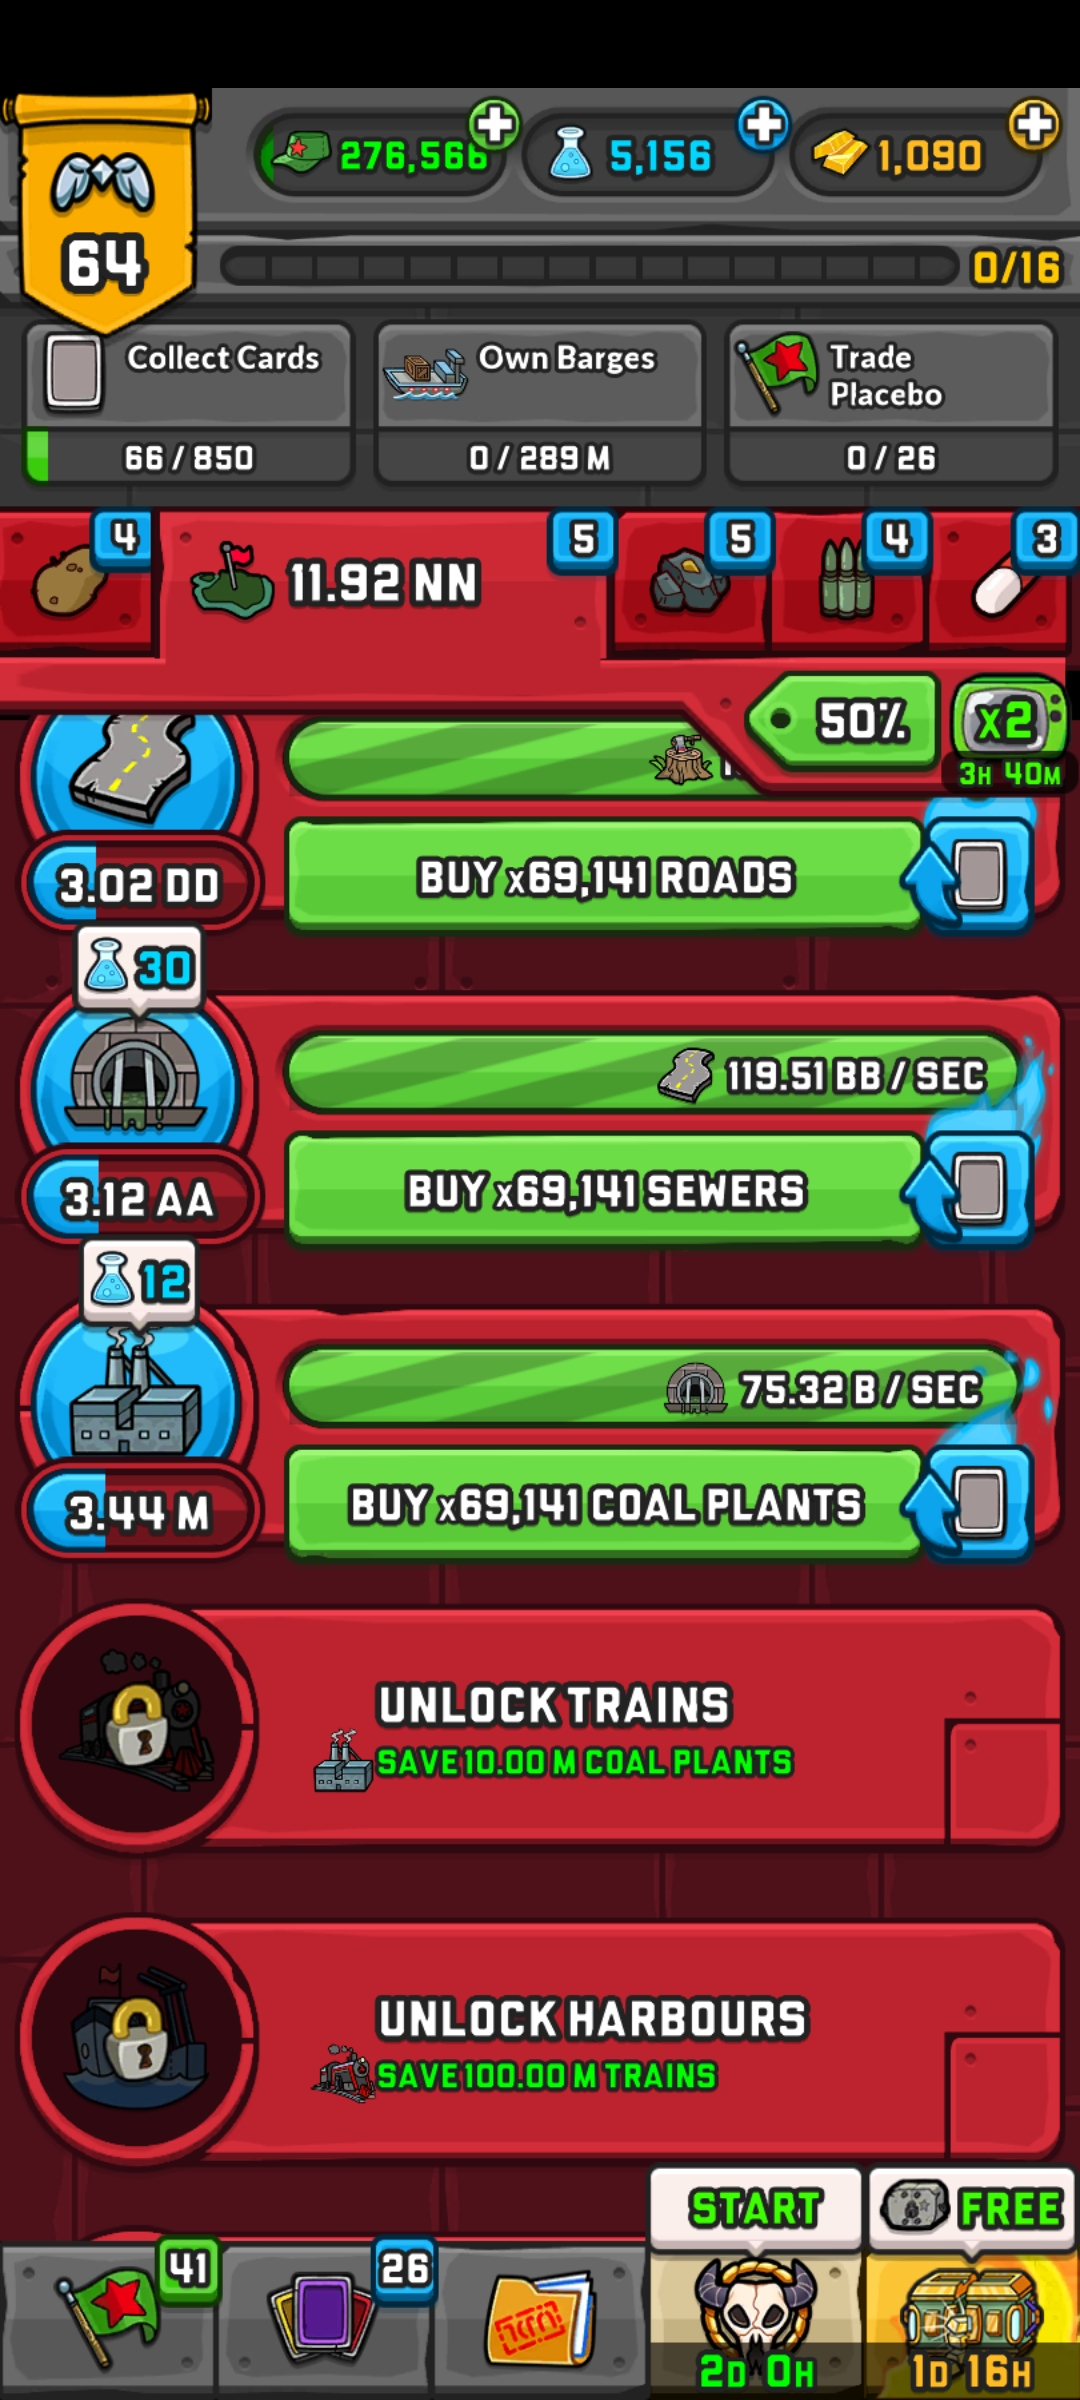 276,566
5,156
1,090
64
0/16
Collect Cards
66 / 850
Own Barges
0 / 289 M
Trade
Placebo
0 / 26
4
11.92 NN
5
5
4
3
50%
x2
3H 40M
3.02 DD
BUY x69,141 ROADS
30
119.51 BB / SEC
3.12 AA
BUY x69,141 SEWERS
12
75.32 B / SEC
3.44 M
BUY x69,141 COAL PLANTS
UNLOCK TRAINS
SAVE 10.00 M COAL PLANTS
UNLOCK HARBOURS
SAVE 100.00 M TRAINS
START
FREE
41
26
2D 0H
1D 16H